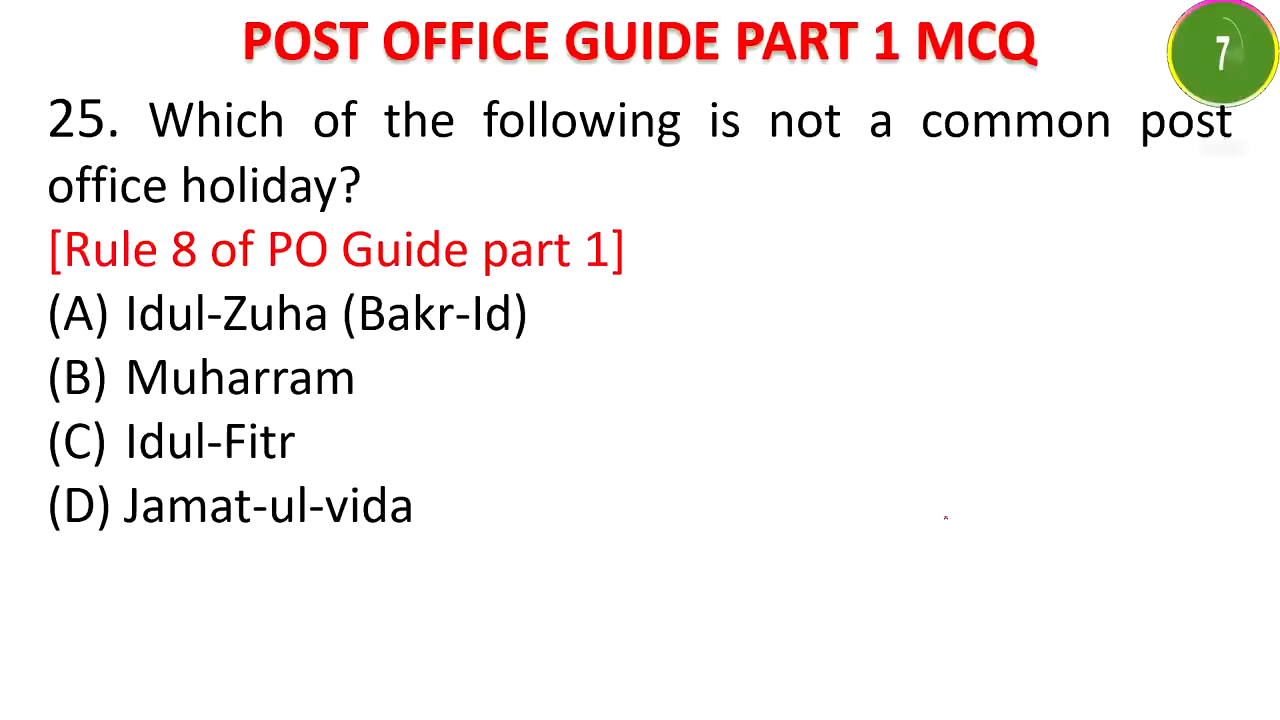 POST OFFICE GUIDE PART 1 MCQ
7
25. Which of the following is not a common post
office holiday?
[Rule 8 of PO Guide part 1]
(A) Idul-Zuha (Bakr-Id)
(B) Muharram
(C) Idul-Fitr
(D) Jamat-ul-vida